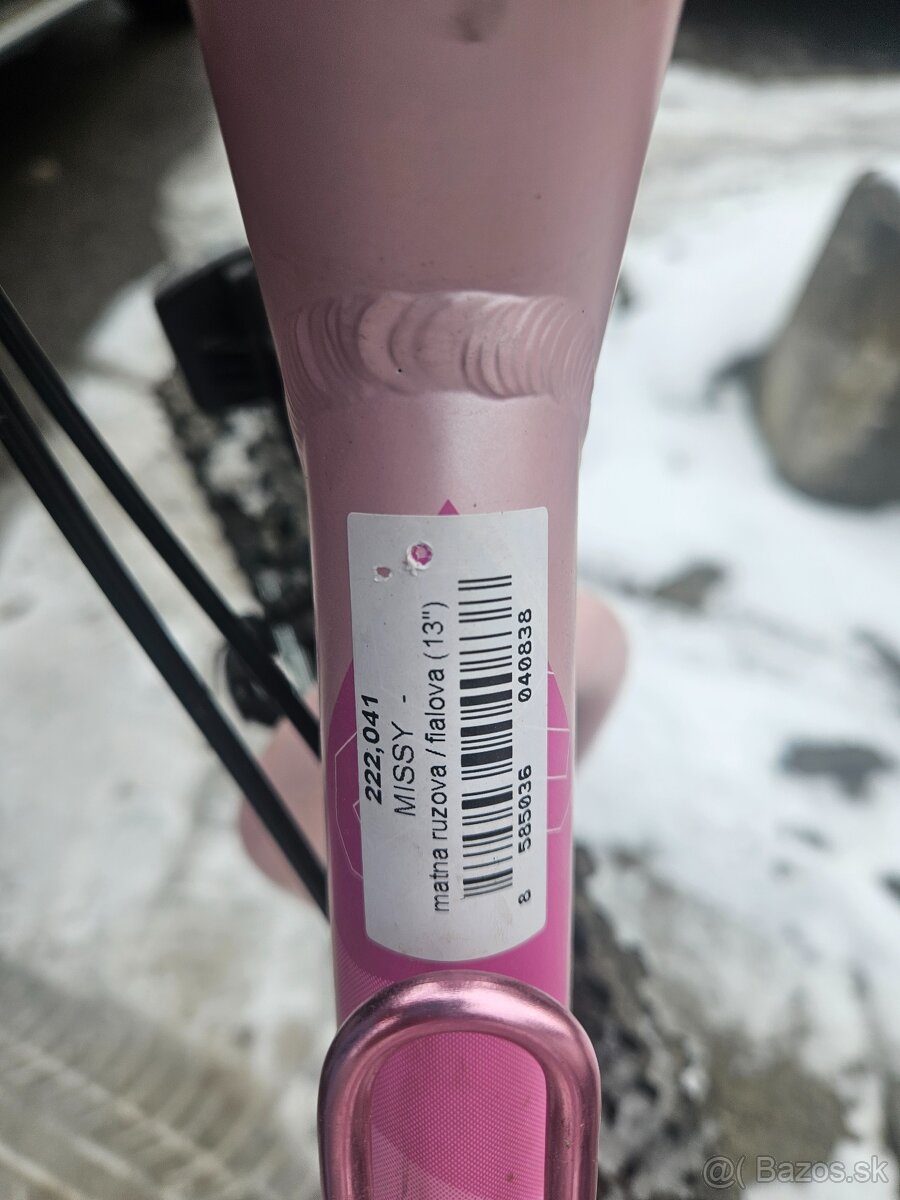 222,041
MISSY -
matna ruzova / fialova (13")
8 585036 040838
@( Bazos.sk